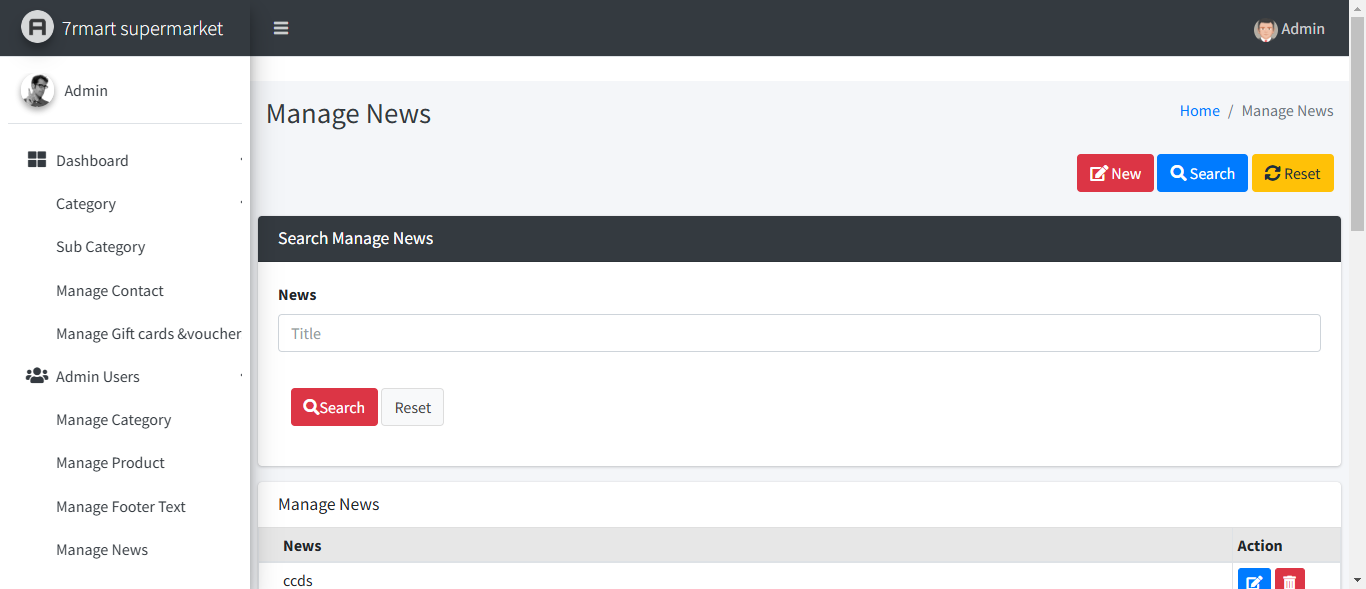 7rmart supermarket
Admin
Admin
Manage News
Home / Manage News
New Search Reset
Search Manage News
News
Title
Search Reset
Manage News
News Action
ccds
Dashboard
Category
Sub Category
Manage Contact
Manage Gift cards &voucher
Admin Users
Manage Category
Manage Product
Manage Footer Text
Manage News